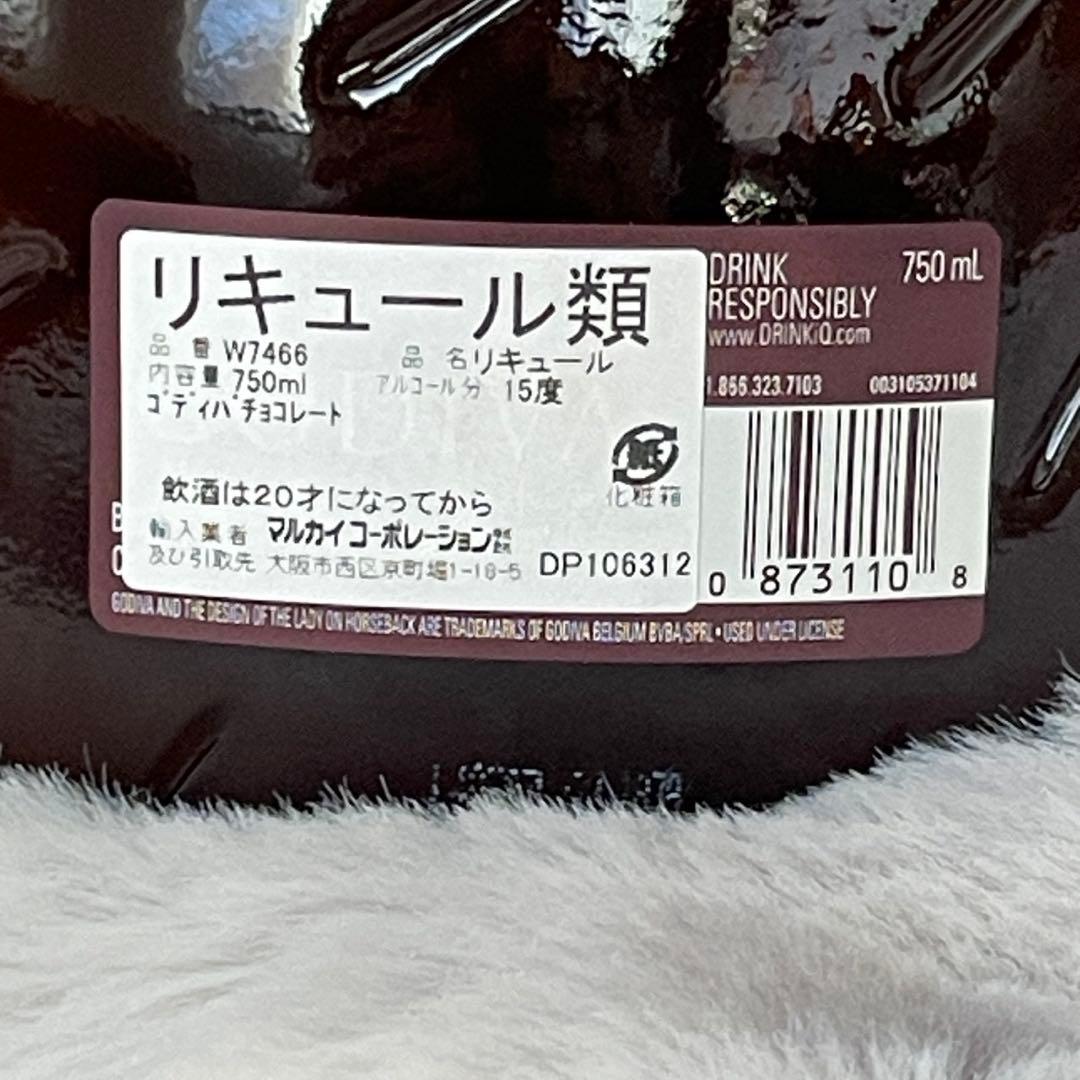 リキュール類
品番 W7466 品名 リキュール
内容量 750ml アルコール分 15度
ゴディバチョコレート
紙
化粧箱
飲酒は20才になってから
輸入業者 マルカイコーポレーション株式会社
及び引取先 大阪市西区京町堀1-18-5
DP106312
DRINK
RESPONSIBLY
750 mL
www.DRINKiQ.com
1.866.323.7103 003105371104
0 873110 8
GODIVA AND THE DESIGN OF THE LADY ON HORSEBACK ARE TRADEMARKS OF GODIVA BELGIUM BVBA/SPRL • USED UNDER LICENSE